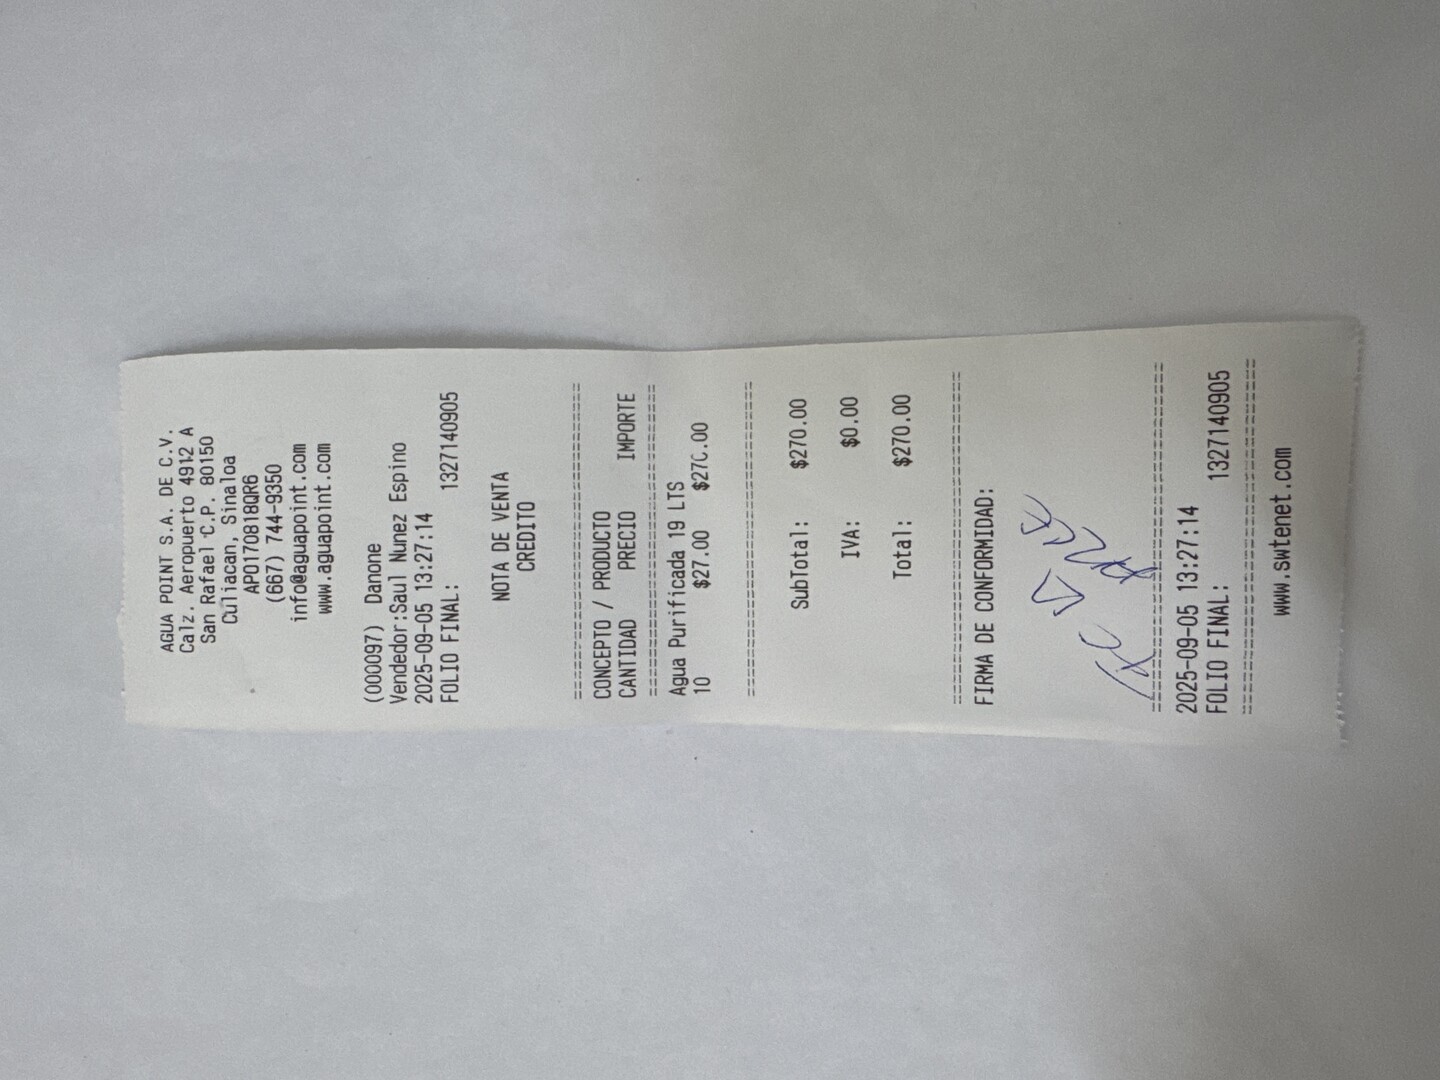 AGUA POINT S.A. DE C.V.
Calz. Aeropuerto 4912 A
San Rafael C.P. 80150
Culiacan, Sinaloa
APO170818QR6
(667) 744-9350
info@aguapoint.com
www.aguapoint.com
(000097) Danone
Vendedor:Saul Nunez Espino
2025-09-05 13:27:14
FOLIO FINAL: 1327140905
NOTA DE VENTA
CREDITO
CONCEPTO / PRODUCTO
CANTIDAD PRECIO IMPORTE
Agua Purificada 19 LTS
10 $27.00 $270.00
SubTotal: $270.00
IVA: $0.00
Total: $270.00
FIRMA DE CONFORMIDAD:
2025-09-05 13:27:14
FOLIO FINAL: 1327140905
www.swtenet.com